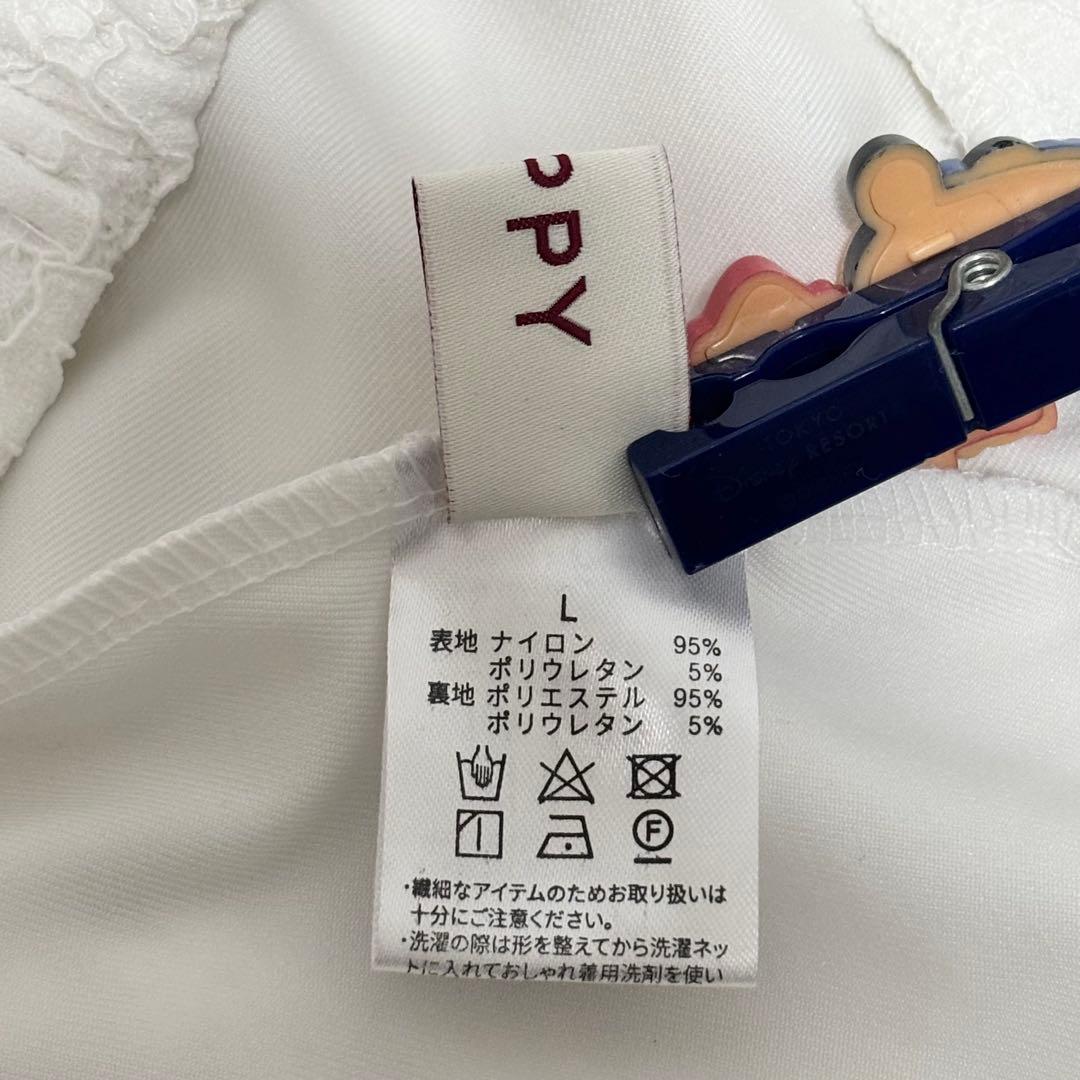 PPY
TOKYO
Disney RESORT
L
表地 ナイロン 95%
ポリウレタン 5%
裏地 ポリエステル 95%
ポリウレタン 5%
F
・繊細なアイテムのためお取り扱いは
十分にご注意ください。
・洗濯の際は形を整えてから洗濯ネッ
トに入れておしゃれ着用洗剤を使い